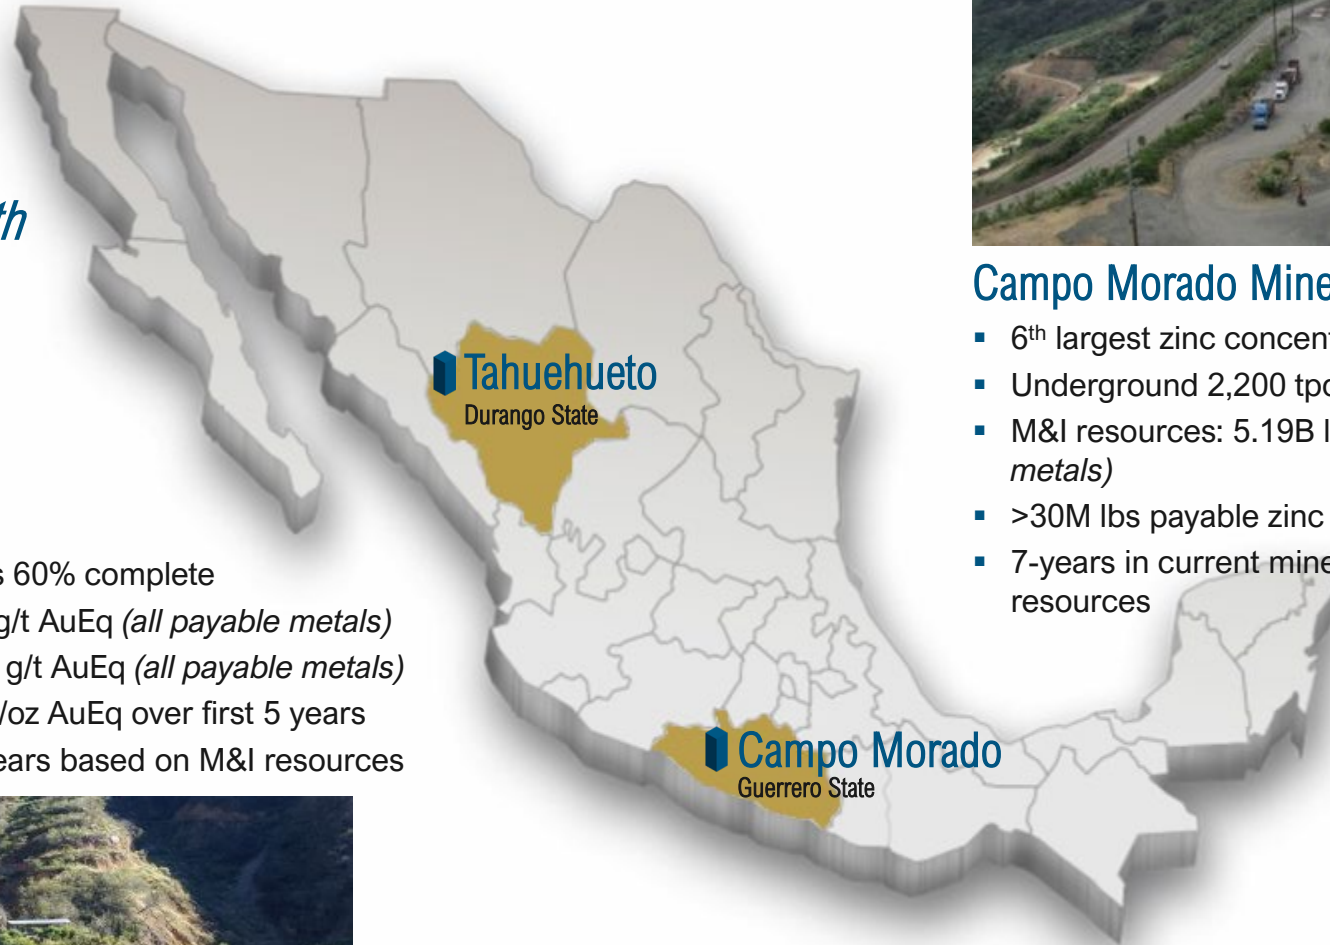 th
Tahuehueto
Durango State
s 60% complete
g/t AuEq (all payable metals)
g/t AuEq (all payable metals)
/oz AuEq over first 5 years
ears based on M&I resources
Campo Morado
Guerrero State
Campo Morado Mine
▪ 6th largest zinc concent
▪ Underground 2,200 tpd
▪ M&I resources: 5.19B l
metals)
▪ >30M lbs payable zinc
▪ 7-years in current mine
resources